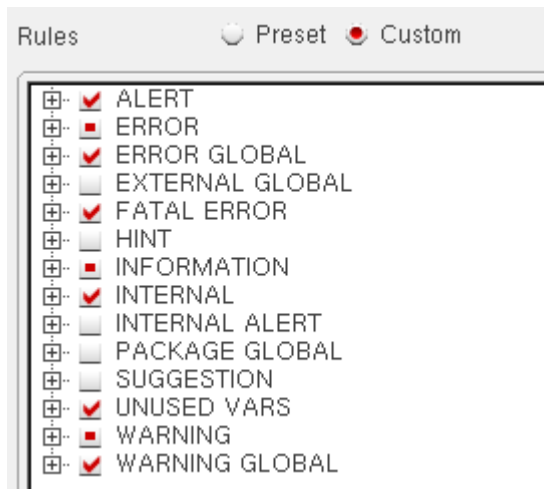 Rules Preset Custom
ALERT
ERROR
ERROR GLOBAL
EXTERNAL GLOBAL
FATAL ERROR
HINT
INFORMATION
INTERNAL
INTERNAL ALERT
PACKAGE GLOBAL
SUGGESTION
UNUSED VARS
WARNING
WARNING GLOBAL